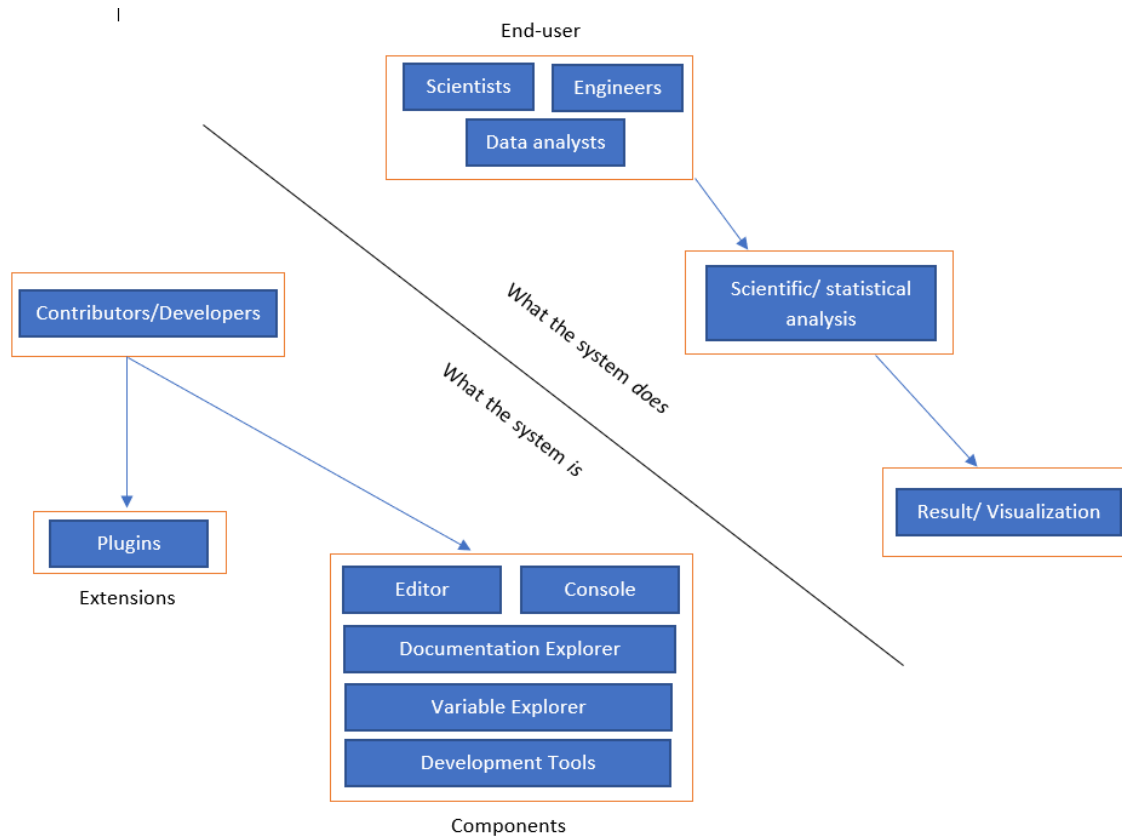 End-user
Scientists
Engineers
Data analysts
Scientific/ statistical
analysis
Contributors/Developers
What the system does
What the system is
Result/ Visualization
Plugins
Extensions
Editor
Console
Documentation Explorer
Variable Explorer
Development Tools
Components